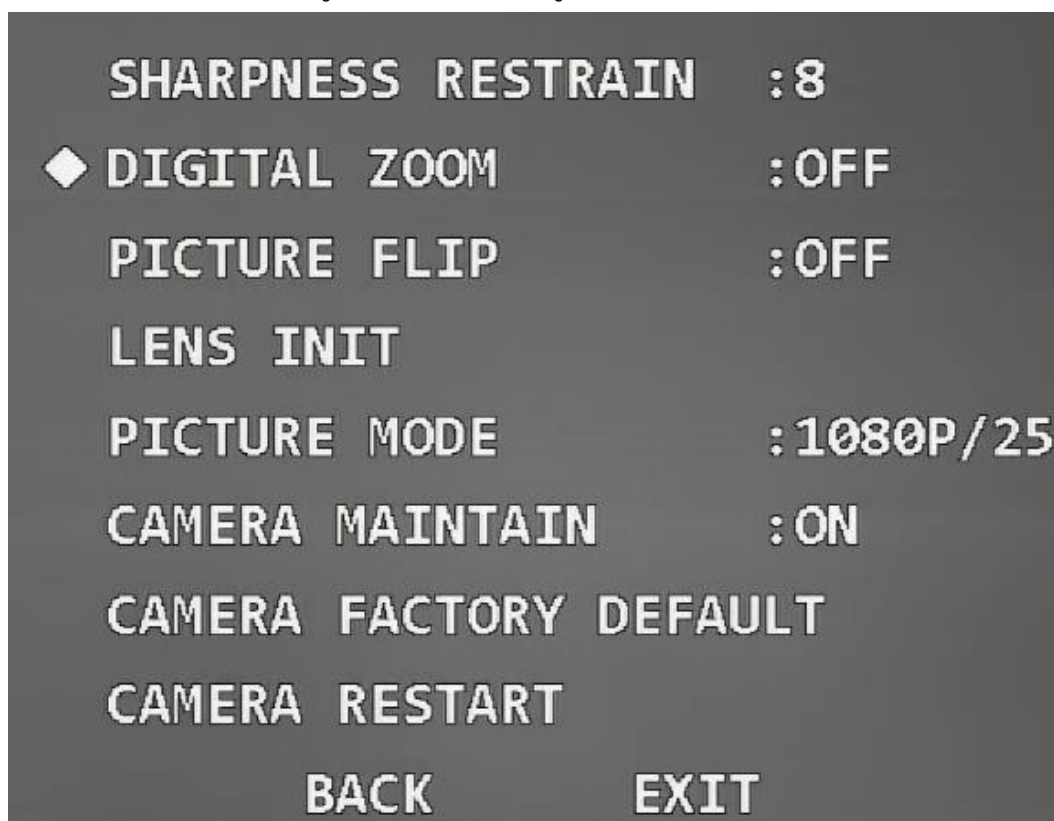 SHARPNESS RESTRAIN :8
DIGITAL ZOOM :OFF
PICTURE FLIP :OFF
LENS INIT
PICTURE MODE :1080P/25
CAMERA MAINTAIN :ON
CAMERA FACTORY DEFAULT
CAMERA RESTART
BACK EXIT